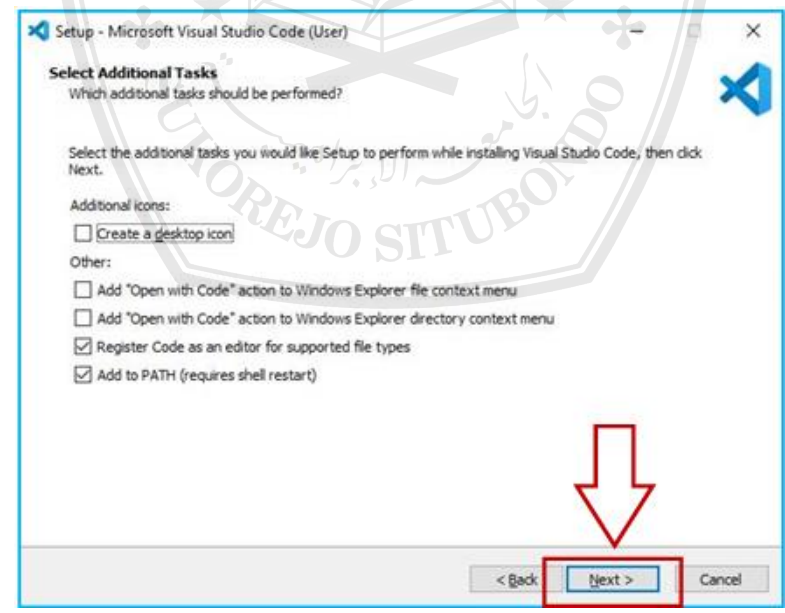 Setup - Microsoft Visual Studio Code (User)
Select Additional Tasks
Which additional tasks should be performed?
Select the additional tasks you would like Setup to perform while installing Visual Studio Code, then click
Next.
Additional icons:
Create a desktop icon
Other:
Add "Open with Code" action to Windows Explorer file context menu
Add "Open with Code" action to Windows Explorer directory context menu
Register Code as an editor for supported file types
Add to PATH (requires shell restart)
< Back
Next >
Cancel
UTOREJO SITUBONDO